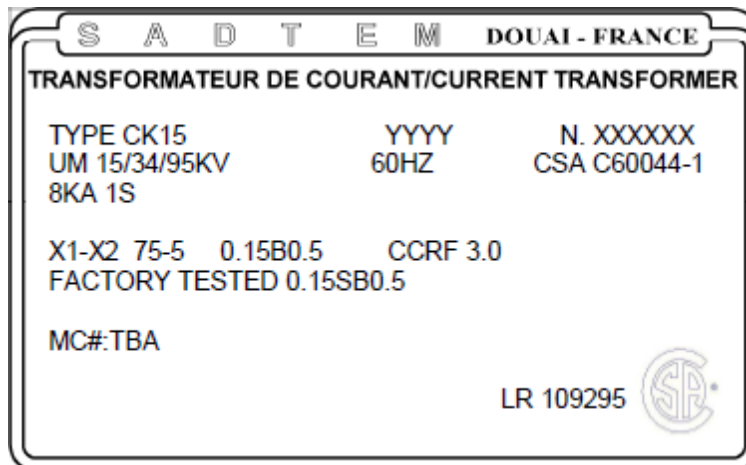 S A D T E M DOUAI - FRANCE
TRANSFORMATEUR DE COURANT/CURRENT TRANSFORMER
TYPE CK15 YYYY N. XXXXXX
UM 15/34/95KV 60HZ CSA C60044-1
8KA 1S
X1-X2 75-5 0.15B0.5 CCRF 3.0
FACTORY TESTED 0.15SB0.5
MC#:TBA
LR 109295 CSA